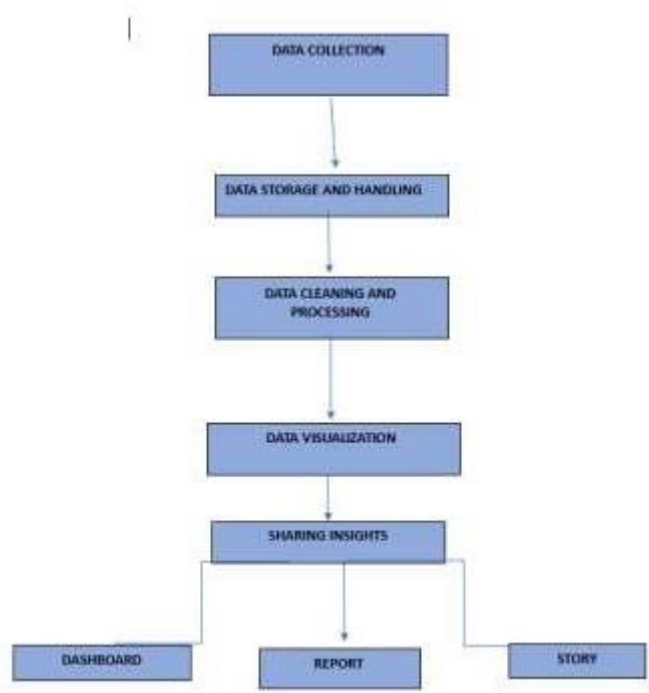 DATA COLLECTION
DATA STORAGE AND HANDLING
DATA CLEANING AND
PROCESSING
DATA VISUALIZATION
SHARING INSIGHTS
DASHBOARD
REPORT
STORY